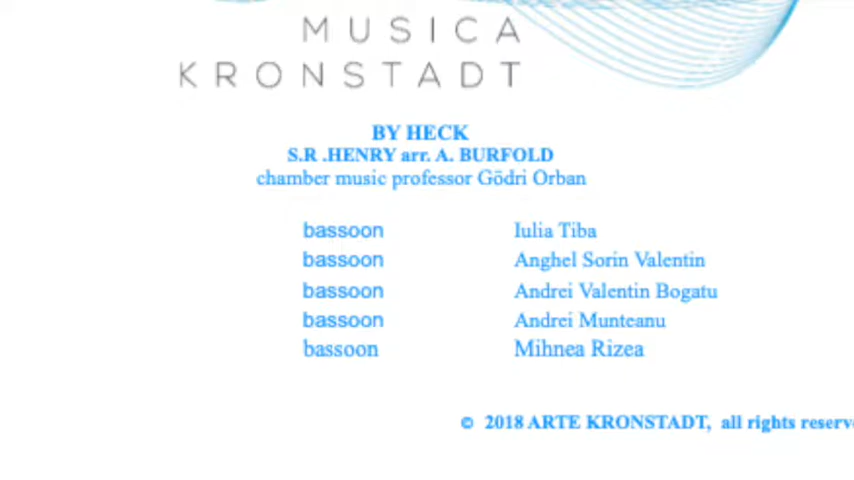 MUSICA
KRONSTADT
BY HECK
S.R .HENRY arr. A. BURFOLD
chamber music professor Gödri Orban
bassoon Iulia Tiba
bassoon Anghel Sorin Valentin
bassoon Andrei Valentin Bogatu
bassoon Andrei Munteanu
bassoon Mihnea Rizea
© 2018 ARTE KRONSTADT, all rights reserv